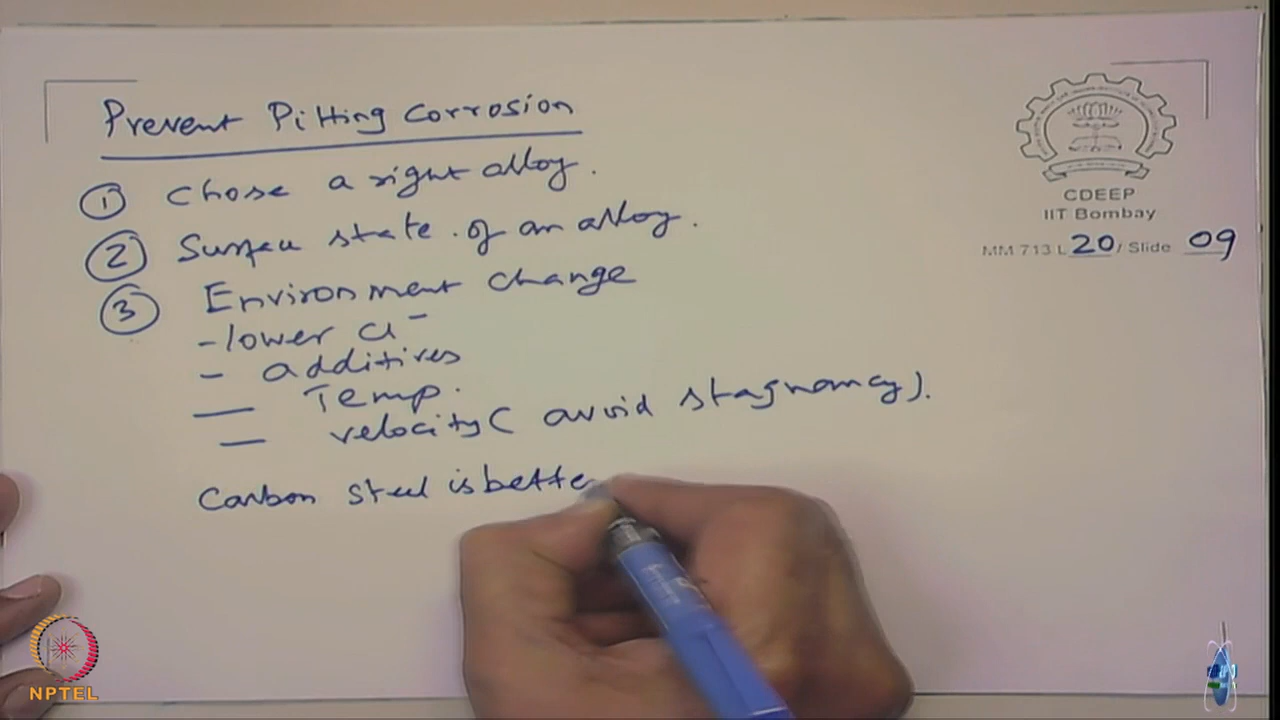 Prevent Pitting Corrosion
① Chose a right alloy.
② Surface state of an alloy.
③ Environment change
- lower Cl⁻
- additives
— Temp.
— velocity ( avoid stagnancy ).
Carbon steel is bette
CDEEP
IIT Bombay
MM 713 L 20 / Slide 09
NPTEL